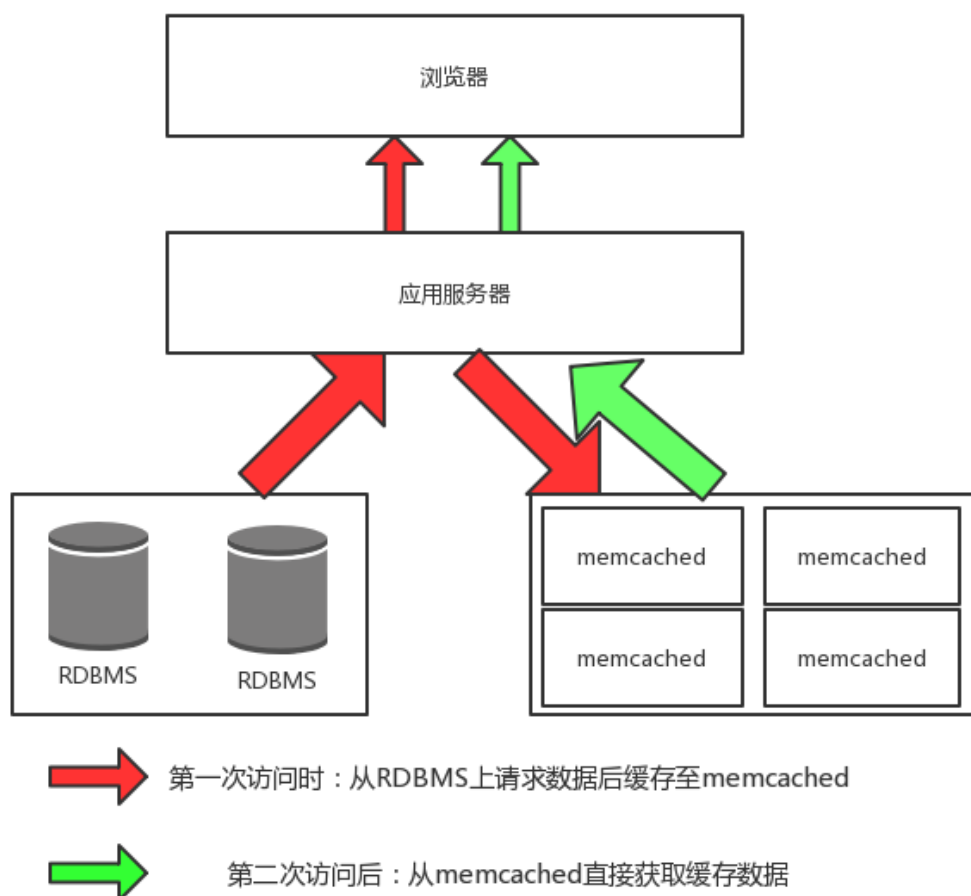 浏览器
应用服务器
memcached
memcached
memcached
memcached
RDBMS
RDBMS
第一次访问时：从RDBMS上请求数据后缓存至memcached
第二次访问后：从memcached直接获取缓存数据